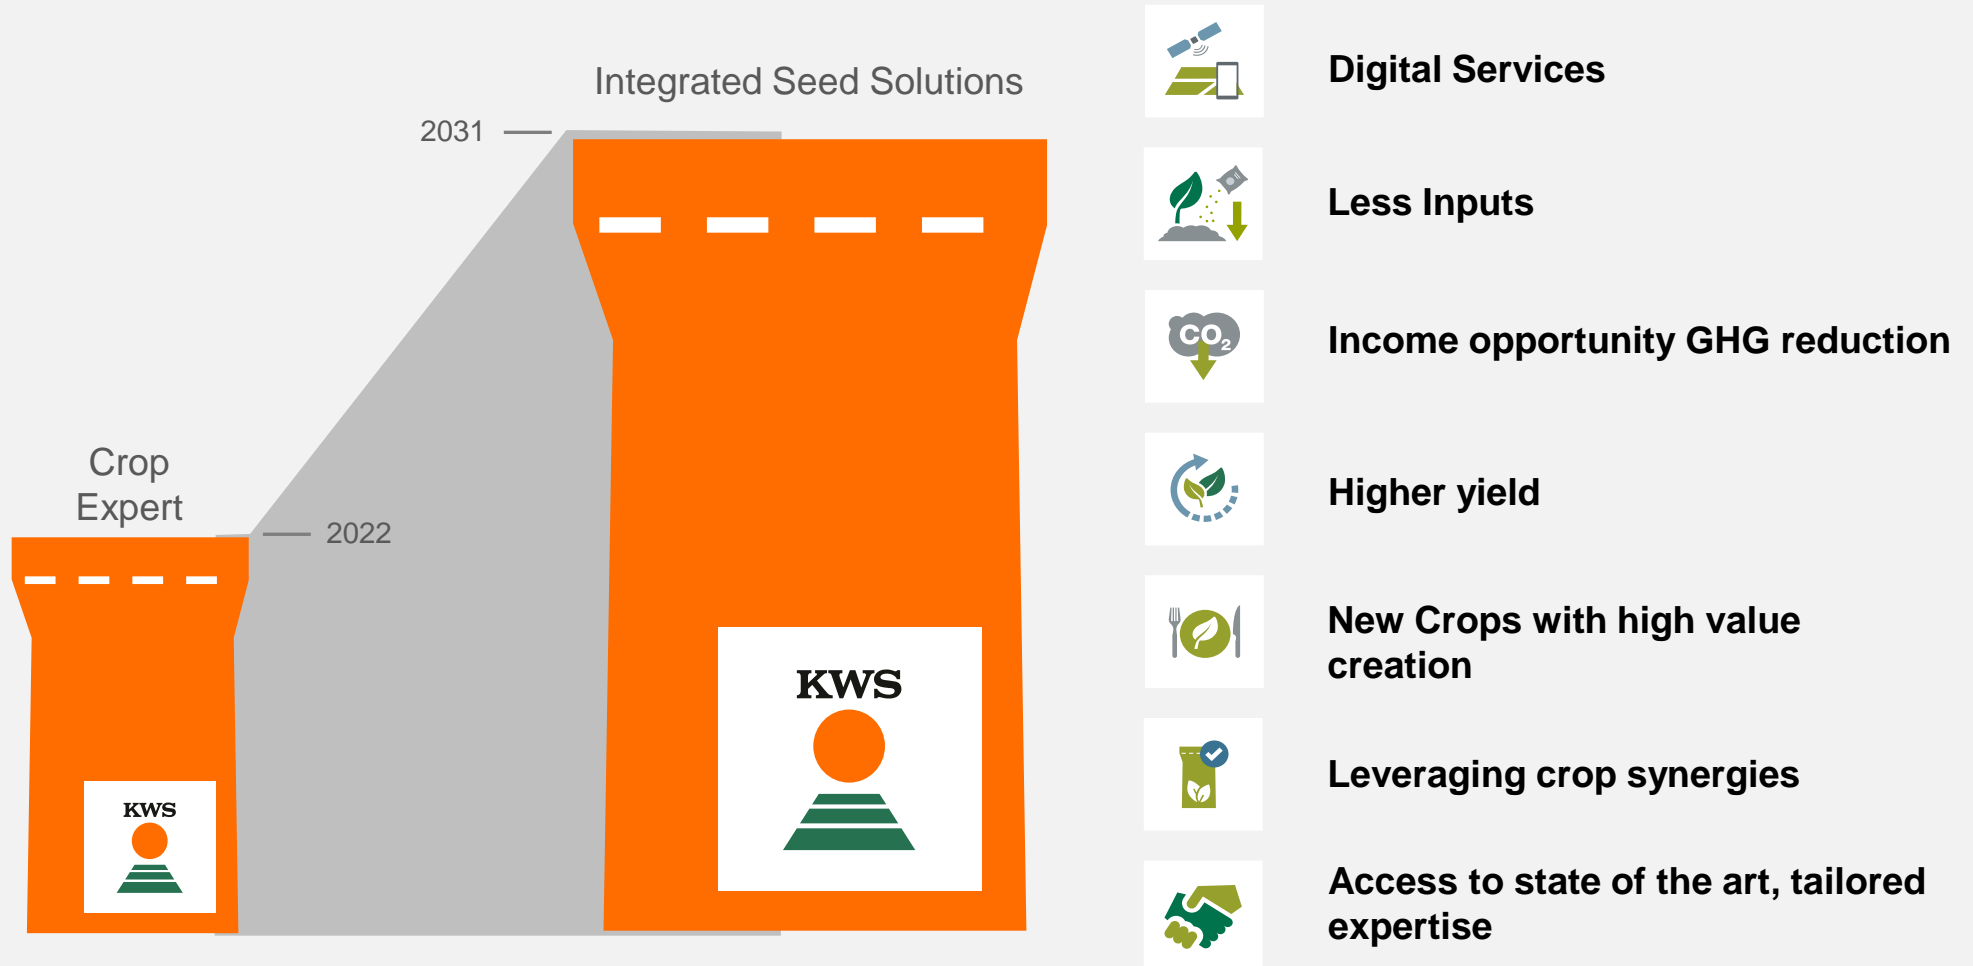 Integrated Seed Solutions
2031
Crop
Expert
2022
KWS
KWS
Digital Services
Less Inputs
CO2
Income opportunity GHG reduction
Higher yield
New Crops with high value
creation
Leveraging crop synergies
Access to state of the art, tailored
expertise